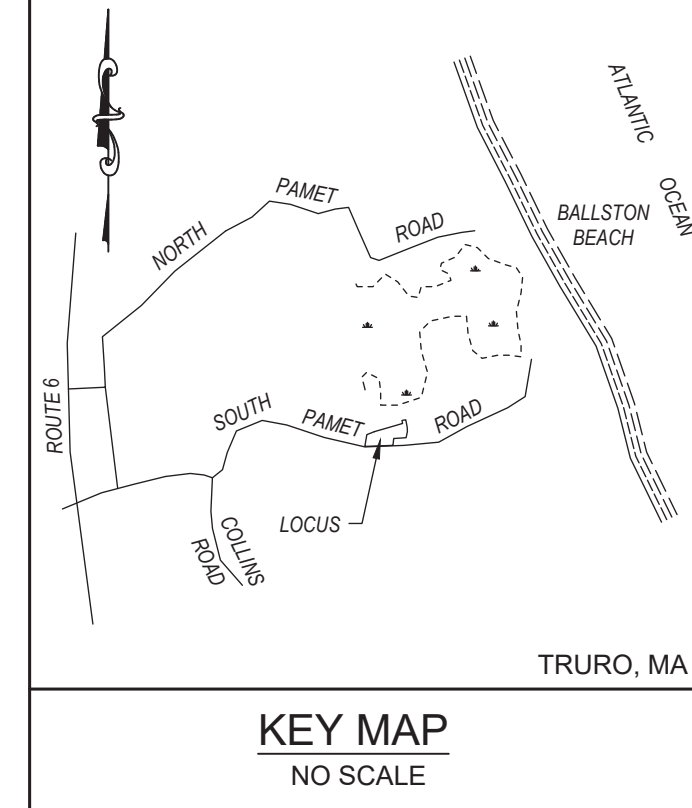 ATLANTIC
OCEAN
BALLSTON
BEACH
NORTH
PAMET
ROAD
ROUTE 6
SOUTH
PAMET
ROAD
LOCUS
COLLINS
ROAD
TRURO, MA
KEY MAP
NO SCALE